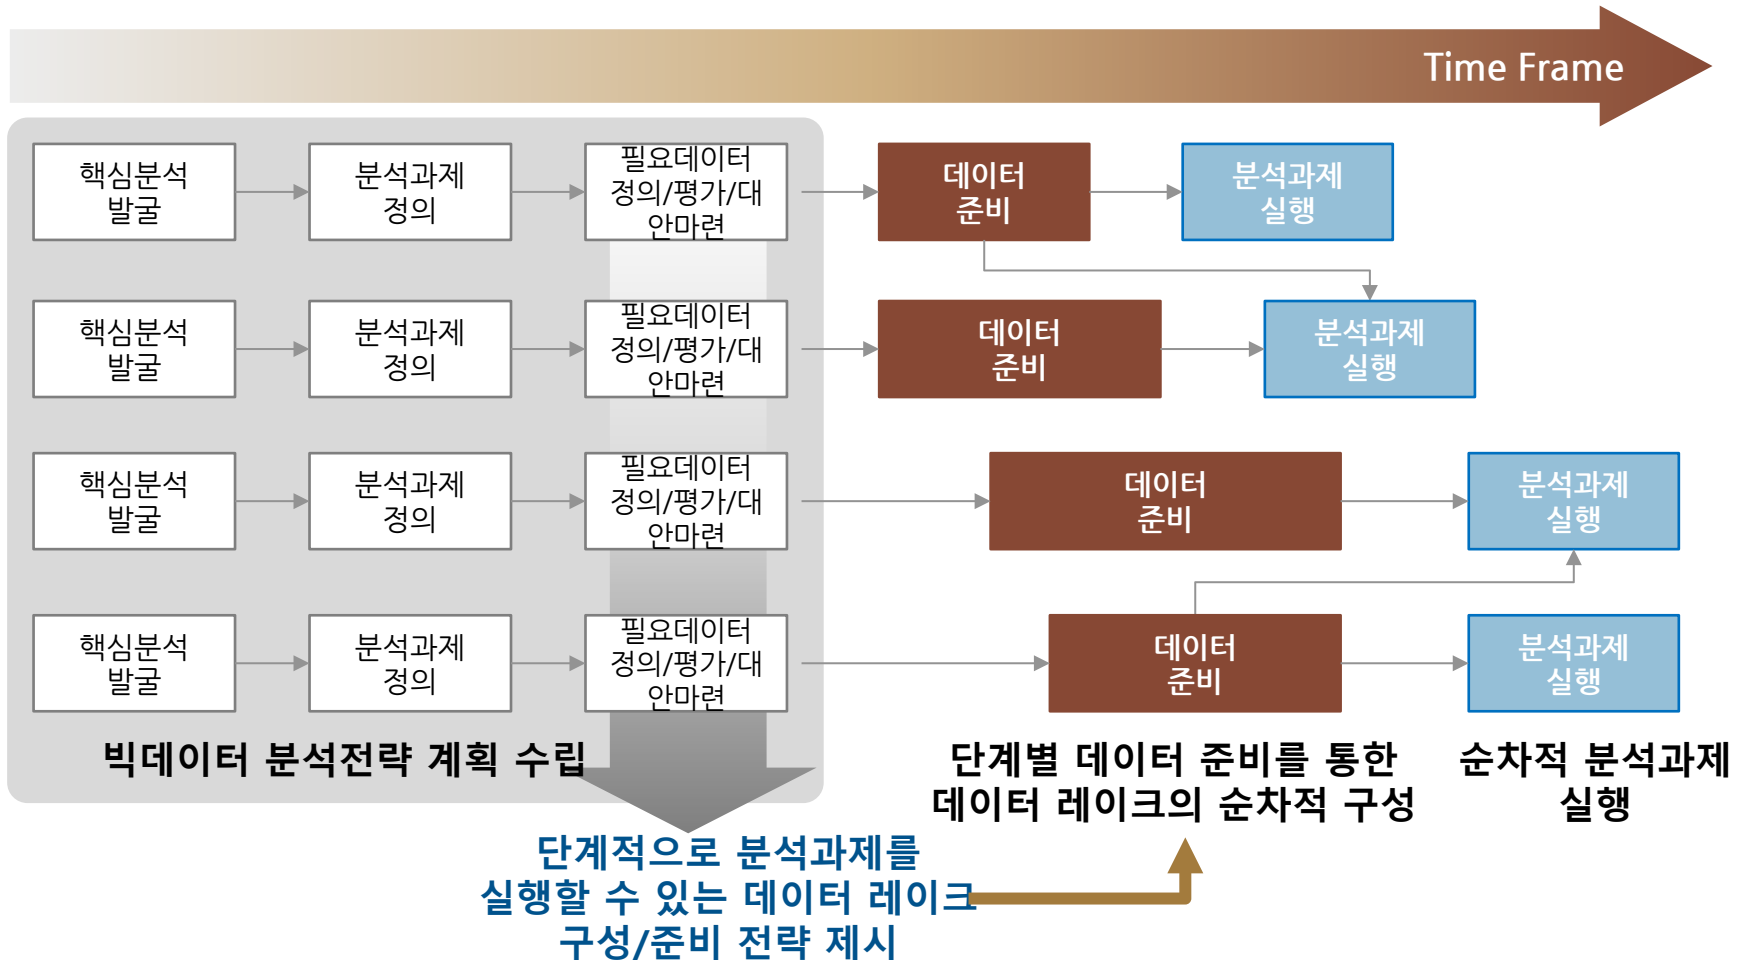 Time Frame
핵심분석
발굴
분석과제
정의
필요데이터
정의/평가/대
안마련
데이터
준비
분석과제
실행
핵심분석
발굴
분석과제
정의
필요데이터
정의/평가/대
안마련
데이터
준비
분석과제
실행
핵심분석
발굴
분석과제
정의
필요데이터
정의/평가/대
안마련
데이터
준비
분석과제
실행
핵심분석
발굴
분석과제
정의
필요데이터
정의/평가/대
안마련
데이터
준비
분석과제
실행
빅데이터 분석전략 계획 수립
단계별 데이터 준비를 통한
데이터 레이크의 순차적 구성
순차적 분석과제
실행
단계적으로 분석과제를
실행할 수 있는 데이터 레이크
구성/준비 전략 제시